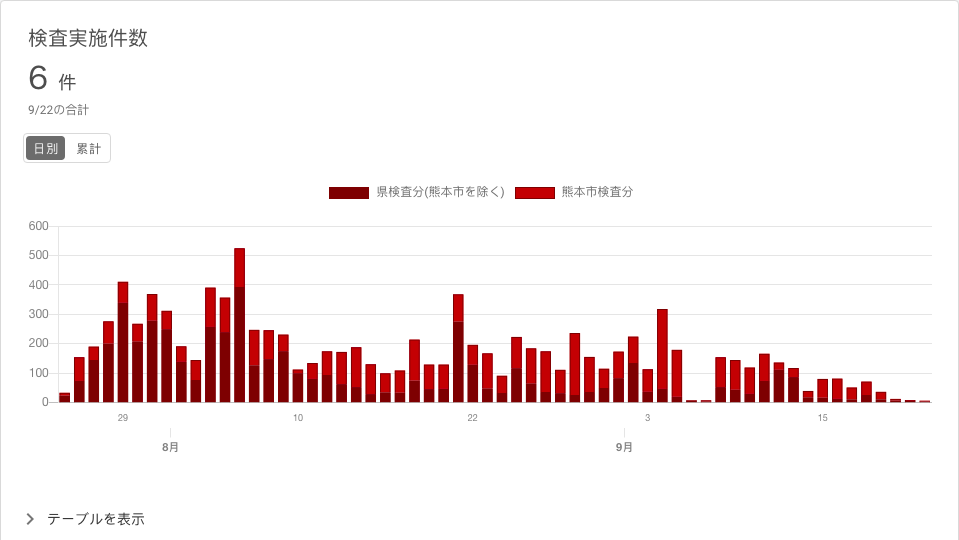 検査実施件数
6 件
9/22の合計
日別 累計
県検査分(熊本市を除く) 熊本市検査分
600
500
400
300
200
100
0
29 10 22 3 15
8月 9月
テーブルを表示